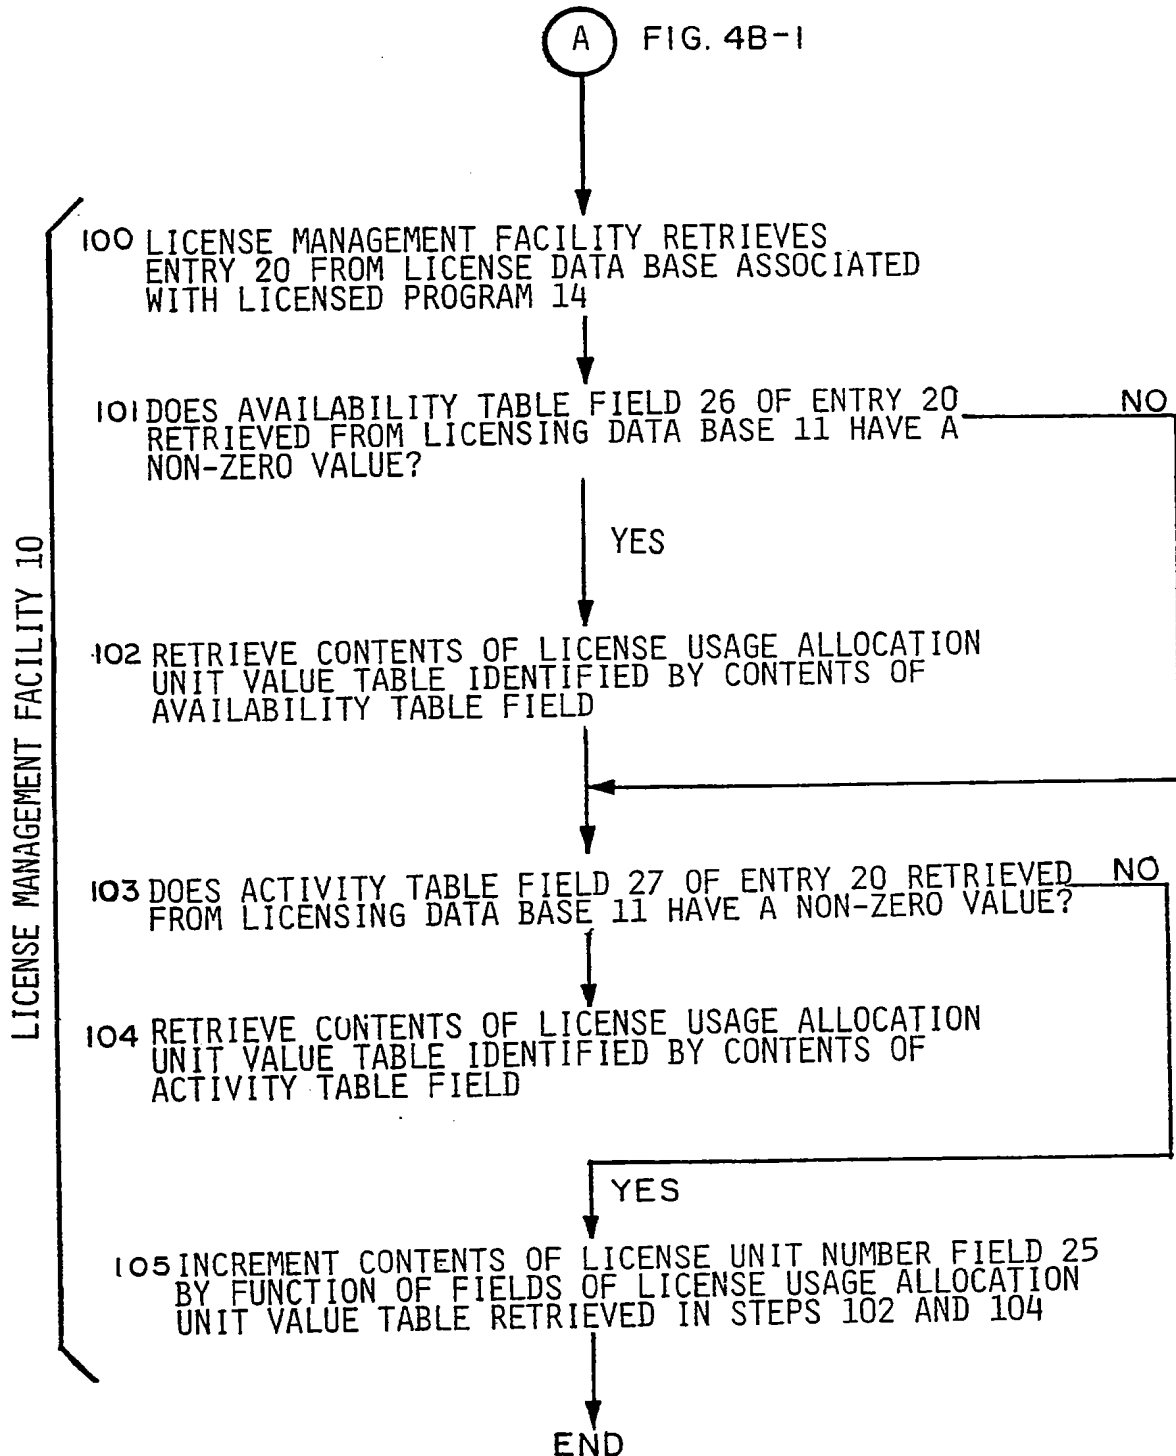 A FIG. 4B-1
100 LICENSE MANAGEMENT FACILITY RETRIEVES
ENTRY 20 FROM LICENSE DATA BASE ASSOCIATED
WITH LICENSED PROGRAM 14
101 DOES AVAILABILITY TABLE FIELD 26 OF ENTRY 20 NO
RETRIEVED FROM LICENSING DATA BASE 11 HAVE A
NON-ZERO VALUE?
YES
102 RETRIEVE CONTENTS OF LICENSE USAGE ALLOCATION
UNIT VALUE TABLE IDENTIFIED BY CONTENTS OF
AVAILABILITY TABLE FIELD
103 DOES ACTIVITY TABLE FIELD 27 OF ENTRY 20 RETRIEVED NO
FROM LICENSING DATA BASE 11 HAVE A NON-ZERO VALUE?
104 RETRIEVE CONTENTS OF LICENSE USAGE ALLOCATION
UNIT VALUE TABLE IDENTIFIED BY CONTENTS OF
ACTIVITY TABLE FIELD
YES
105 INCREMENT CONTENTS OF LICENSE UNIT NUMBER FIELD 25
BY FUNCTION OF FIELDS OF LICENSE USAGE ALLOCATION
UNIT VALUE TABLE RETRIEVED IN STEPS 102 AND 104
END
LICENSE MANAGEMENT FACILITY 10